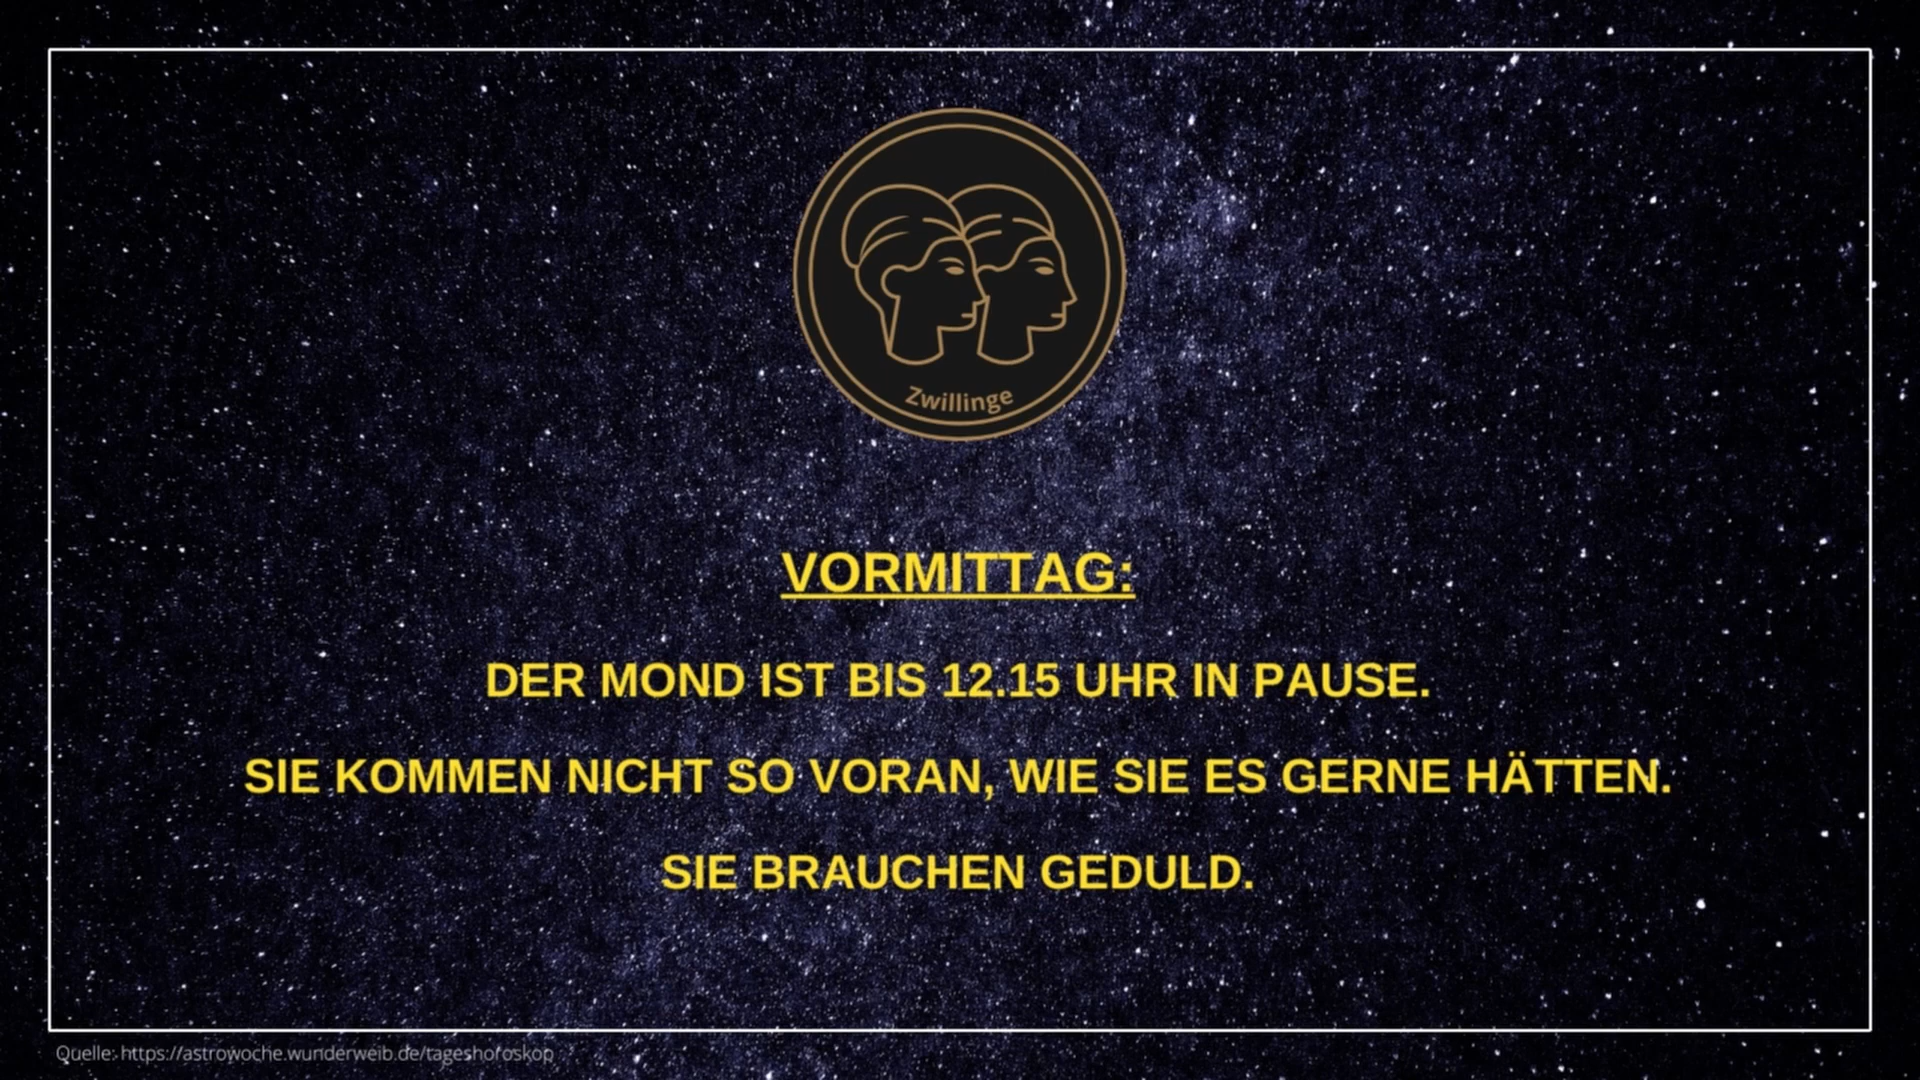 Zwillinge
VORMITTAG:
DER MOND IST BIS 12.15 UHR IN PAUSE.
SIE KOMMEN NICHT SO VORAN, WIE SIE ES GERNE HÄTTEN.
SIE BRAUCHEN GEDULD.
Quelle: https://astrowoche.wunderweib.de/tageshoroskop